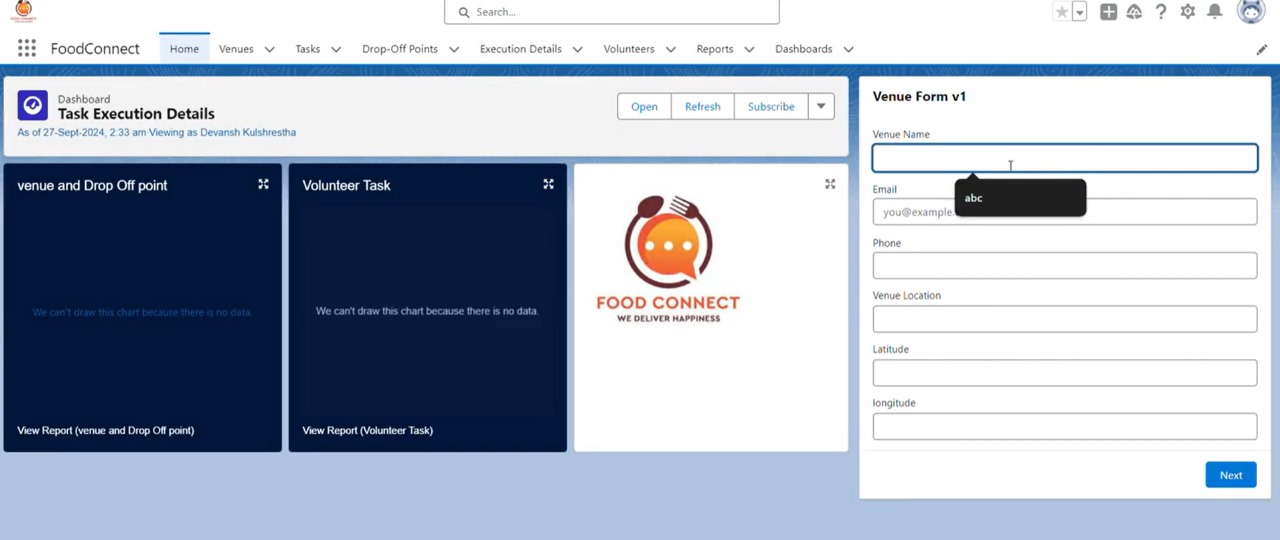 FOOD CONNECT
Search...
FoodConnect
Home
Venues
Tasks
Drop-Off Points
Execution Details
Volunteers
Reports
Dashboards
Dashboard
Task Execution Details
As of 27-Sept-2024, 2:33 am·Viewing as Devansh Kulshrestha
Open
Refresh
Subscribe
venue and Drop Off point
We can't draw this chart because there is no data.
View Report (venue and Drop Off point)
Volunteer Task
We can't draw this chart because there is no data.
View Report (Volunteer Task)
FOOD CONNECT
WE DELIVER HAPPINESS
Venue Form v1
Venue Name
abc
Email
you@example.
Phone
Venue Location
Latitude
longitude
Next